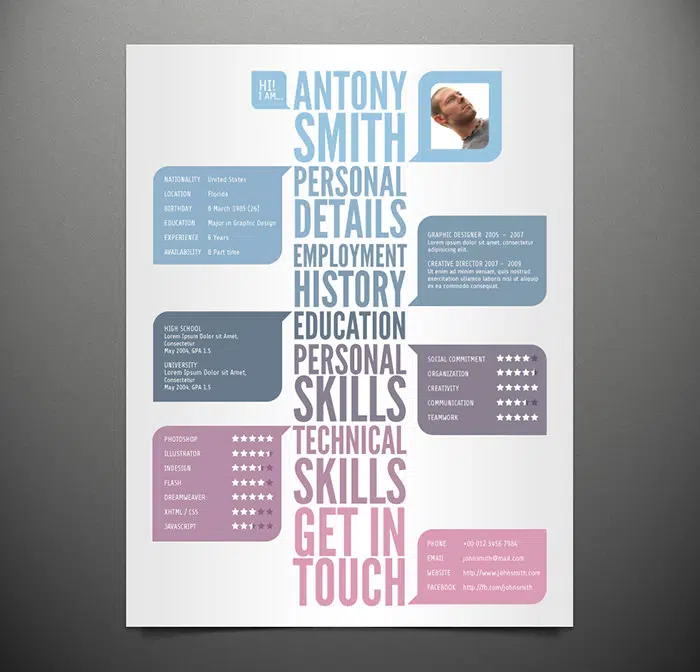 HI!
I AM...
ANTONY
SMITH
PERSONAL
DETAILS
NATIONALITY United States
LOCATION Florida
BIRTHDAY 6 March 1985 (26)
EDUCATION Major in Graphic Design
EXPERIENCE 6 Years
AVAILABILITY & Part time
EMPLOYMENT
HISTORY
GRAPHIC DESIGNER 2005 - 2007
Lorem ipsum dolor sit amet, consectetur
adipisicing elit.
CREATIVE DIRECTOR 2007 - 2009
Ut enim ad minim veniam, quis nostrud
exercitation ullamco laboris nisi ut aliquip
ex ea commodo consequat.
EDUCATION
HIGH SCHOOL
Lorem Ipsum Dolor sit Amet,
Consectetur
May 2004, GPA 1.5
UNIVERSITY
Lorem Ipsum Dolor sit Amet,
Consectetur
May 2004, GPA 1.5
PERSONAL
SKILLS
SOCIAL COMMITMENT
ORGANIZATION
CREATIVITY
COMMUNICATION
TEAMWORK
TECHNICAL
SKILLS
PHOTOSHOP
ILLUSTRATOR
INDESIGN
FLASH
DREAMWEAVER
XHTML / CSS
JAVASCRIPT
GET IN
TOUCH
PHONE +00 012 3456 7984
EMAIL johnsmith@mail.com
WEBSITE http://www.johnsmith.com
FACEBOOK http://fb.com/johnsmith